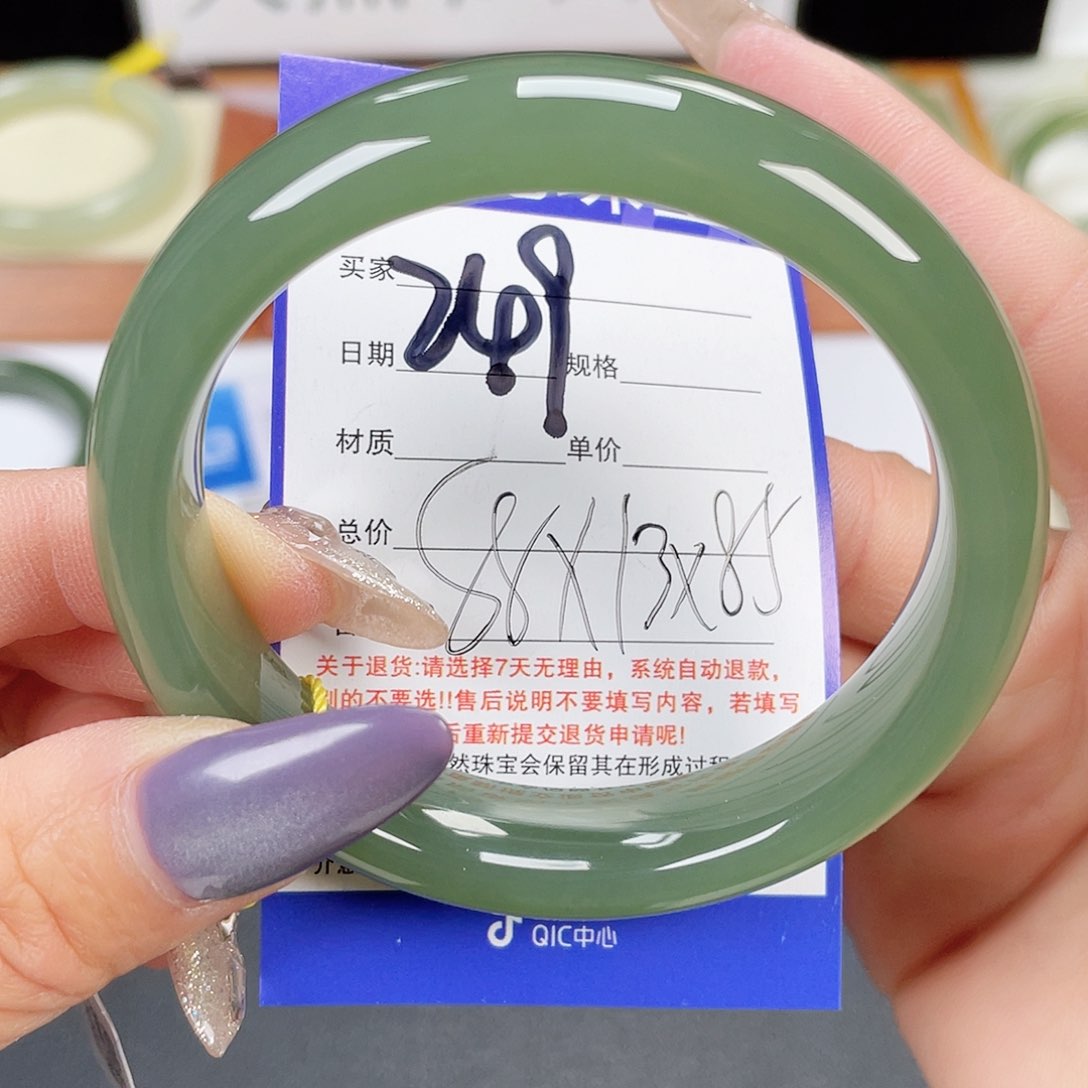 买家
249
日期 规格
材质 单价
总价
58X13X85
关于退货:请选择7天无理由，系统自动退款，
别的不要选!!售后说明不要填写内容，若填写
后重新提交退货申请呢!
然珠宝会保留其在形成过程
QIC中心